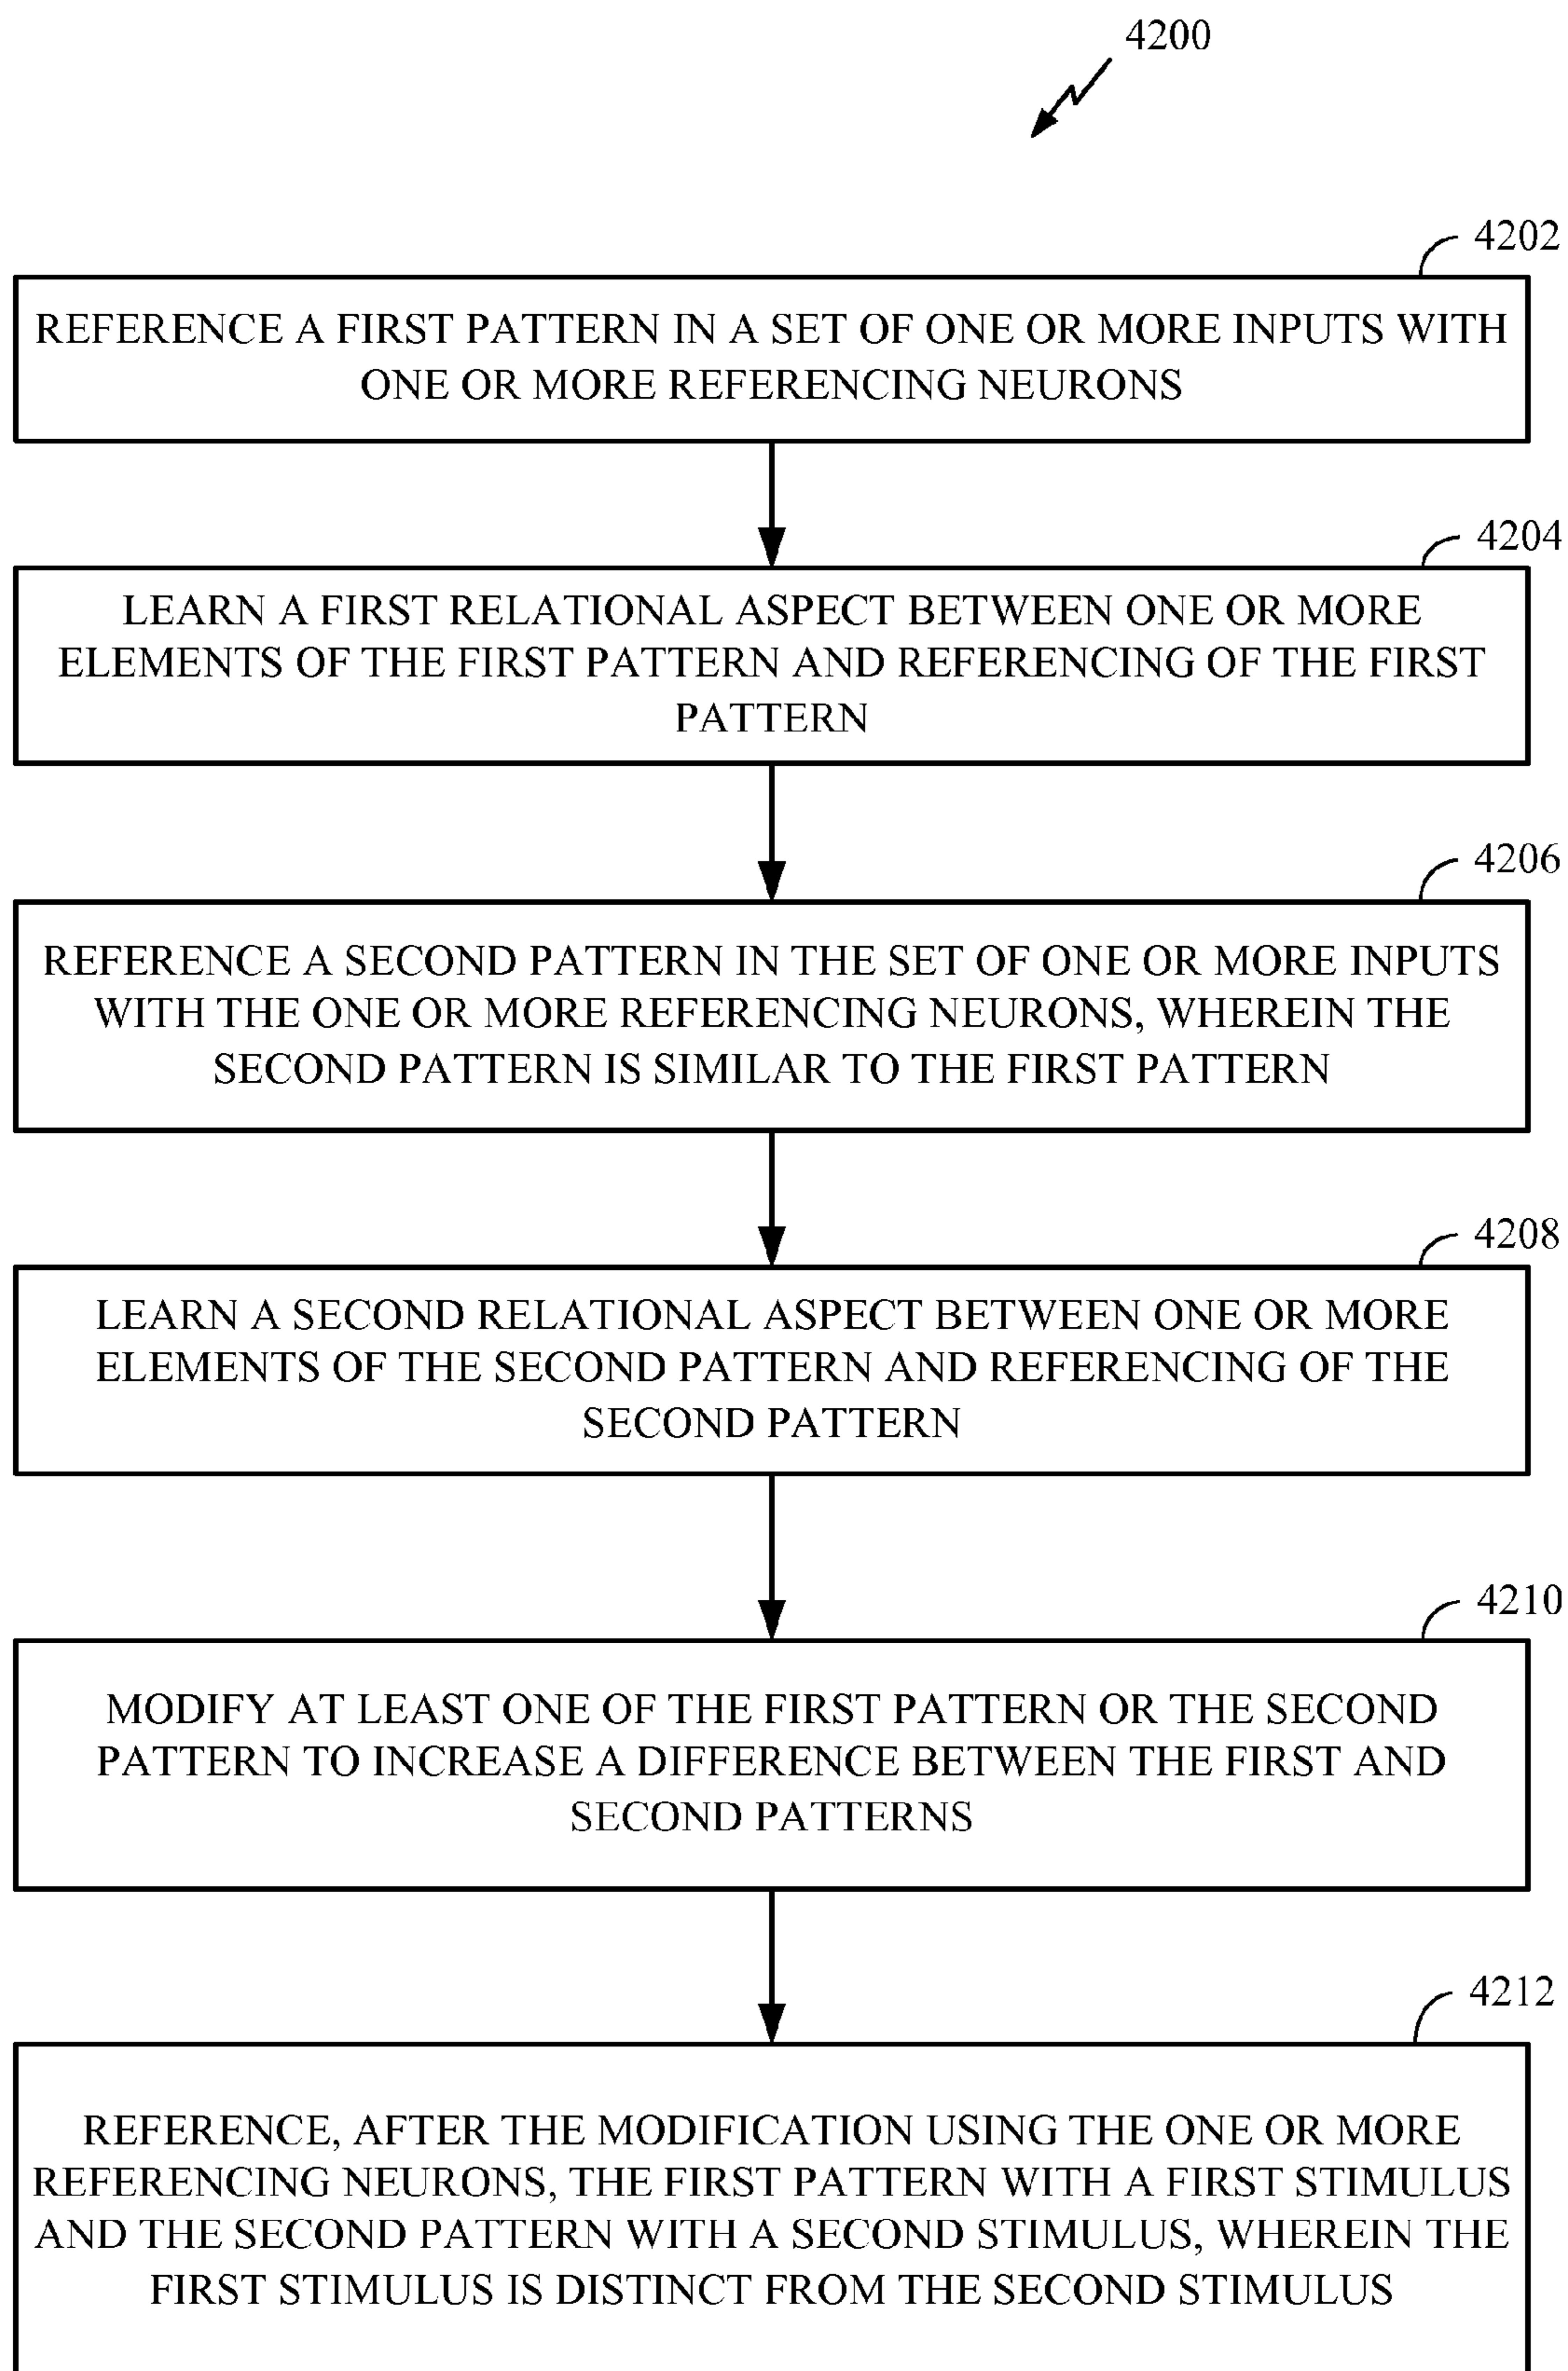 4200
4202
REFERENCE A FIRST PATTERN IN A SET OF ONE OR MORE INPUTS WITH
ONE OR MORE REFERENCING NEURONS
4204
LEARN A FIRST RELATIONAL ASPECT BETWEEN ONE OR MORE
ELEMENTS OF THE FIRST PATTERN AND REFERENCING OF THE FIRST
PATTERN
4206
REFERENCE A SECOND PATTERN IN THE SET OF ONE OR MORE INPUTS
WITH THE ONE OR MORE REFERENCING NEURONS, WHEREIN THE
SECOND PATTERN IS SIMILAR TO THE FIRST PATTERN
4208
LEARN A SECOND RELATIONAL ASPECT BETWEEN ONE OR MORE
ELEMENTS OF THE SECOND PATTERN AND REFERENCING OF THE
SECOND PATTERN
4210
MODIFY AT LEAST ONE OF THE FIRST PATTERN OR THE SECOND
PATTERN TO INCREASE A DIFFERENCE BETWEEN THE FIRST AND
SECOND PATTERNS
4212
REFERENCE, AFTER THE MODIFICATION USING THE ONE OR MORE
REFERENCING NEURONS, THE FIRST PATTERN WITH A FIRST STIMULUS
AND THE SECOND PATTERN WITH A SECOND STIMULUS, WHEREIN THE
FIRST STIMULUS IS DISTINCT FROM THE SECOND STIMULUS